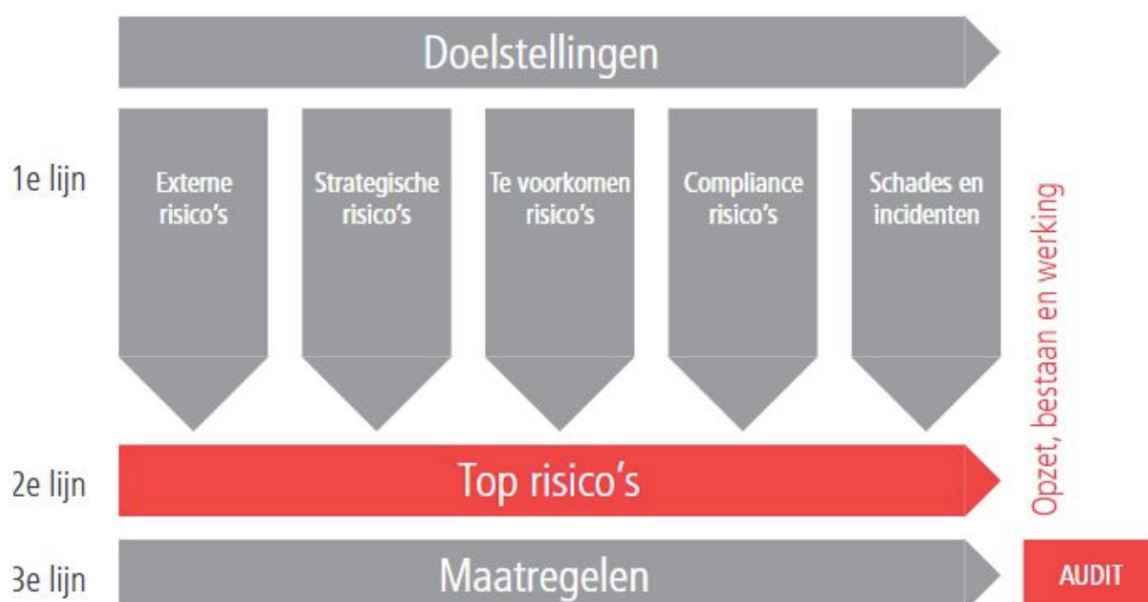 Doelstellingen
1e lijn
Externe
risico's
Strategische
risico's
Te voorkomen
risico's
Compliance
risico's
Schades en
incidenten
Opzet, bestaan en werking
2e lijn
Top risico's
3e lijn
Maatregelen
AUDIT